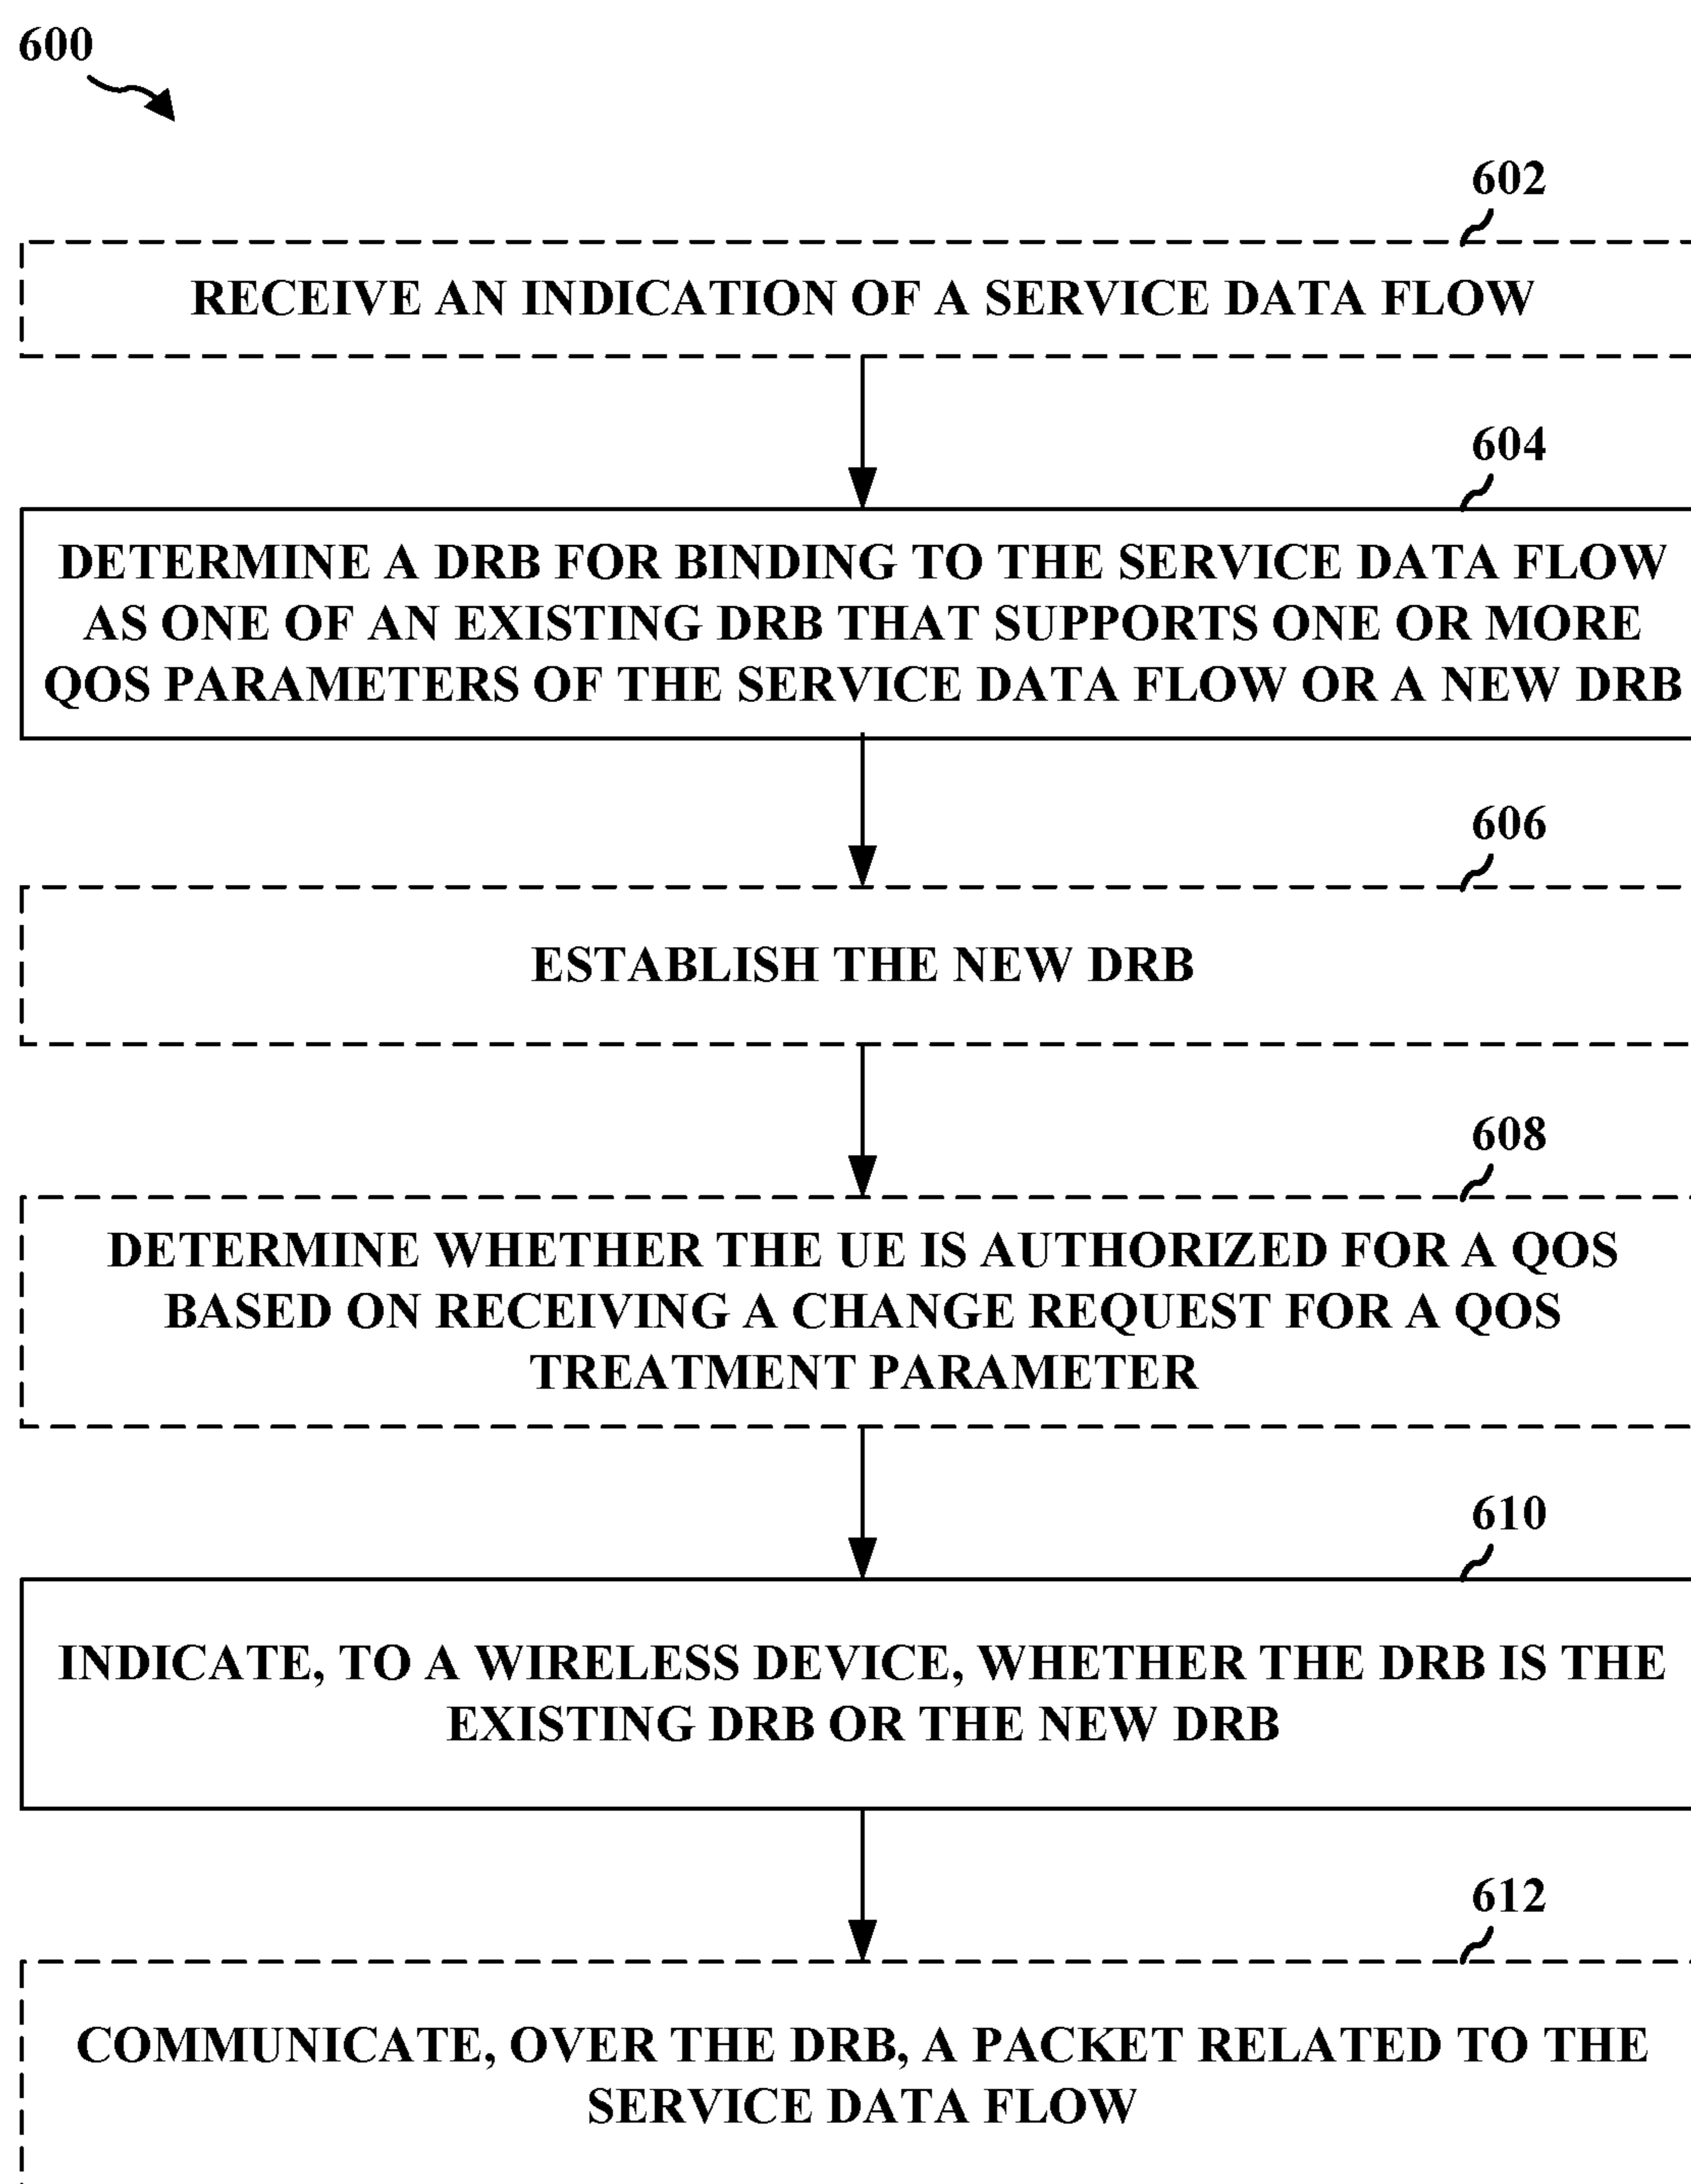 600
602
RECEIVE AN INDICATION OF A SERVICE DATA FLOW
604
DETERMINE A DRB FOR BINDING TO THE SERVICE DATA FLOW
AS ONE OF AN EXISTING DRB THAT SUPPORTS ONE OR MORE
QOS PARAMETERS OF THE SERVICE DATA FLOW OR A NEW DRB
606
ESTABLISH THE NEW DRB
608
DETERMINE WHETHER THE UE IS AUTHORIZED FOR A QOS
BASED ON RECEIVING A CHANGE REQUEST FOR A QOS
TREATMENT PARAMETER
610
INDICATE, TO A WIRELESS DEVICE, WHETHER THE DRB IS THE
EXISTING DRB OR THE NEW DRB
612
COMMUNICATE, OVER THE DRB, A PACKET RELATED TO THE
SERVICE DATA FLOW